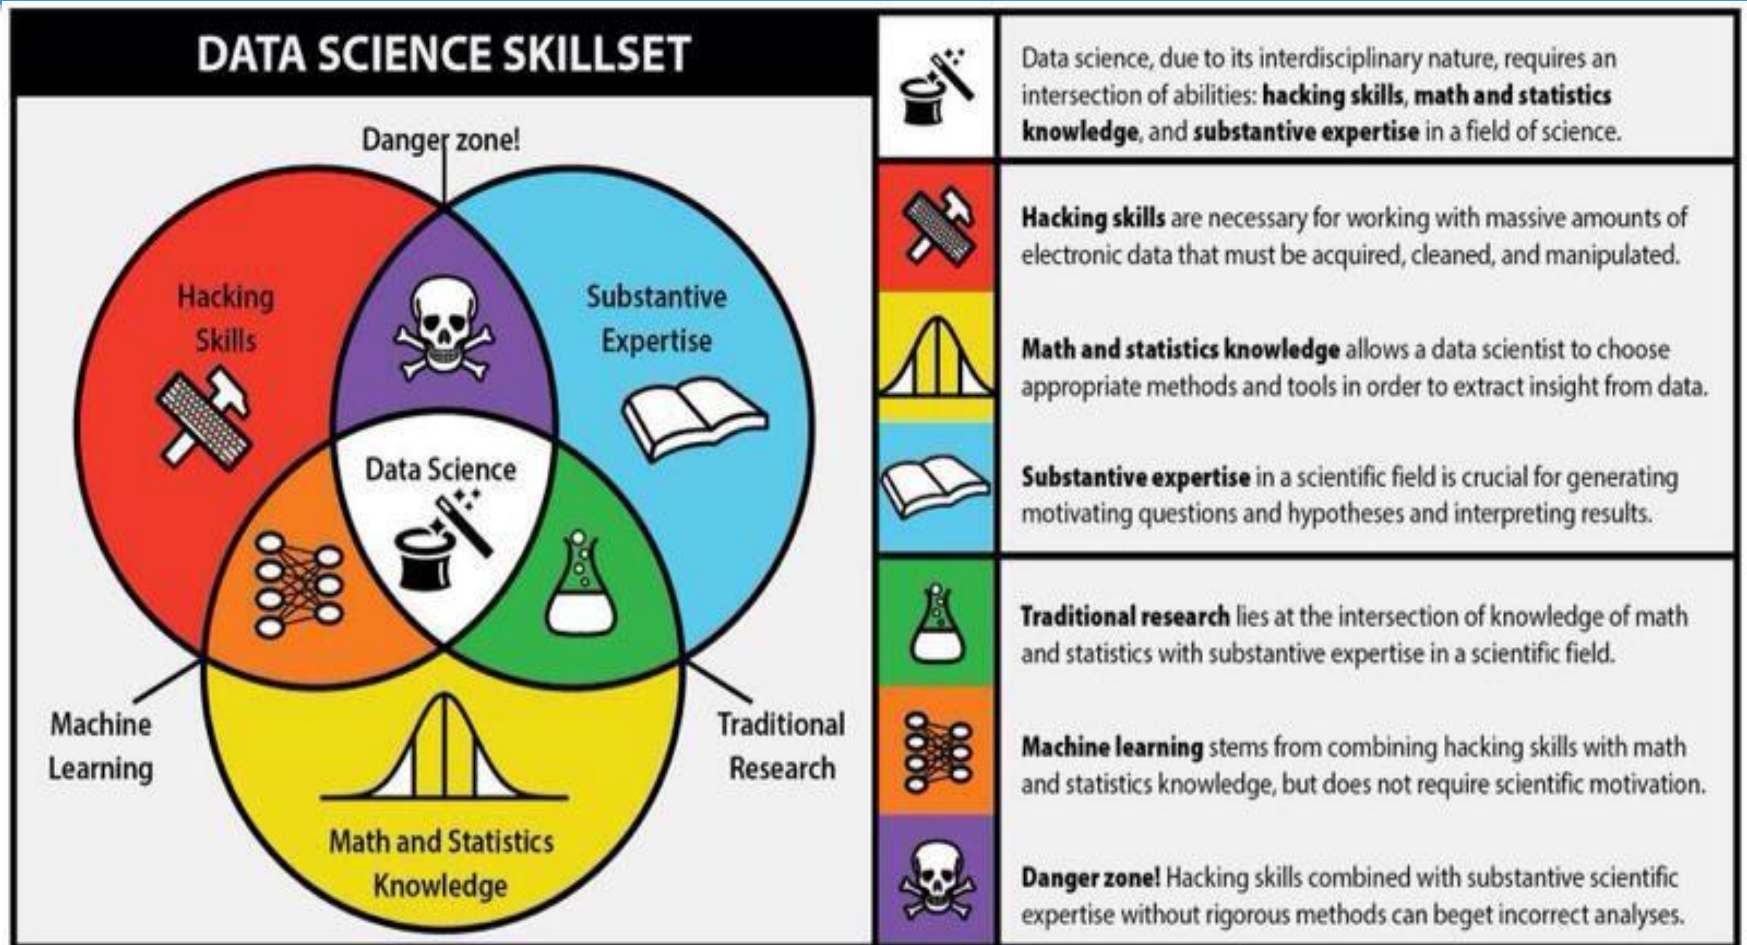 DATA SCIENCE SKILLSET
Danger zone!
Hacking
Skills
Substantive
Expertise
Data Science
Machine
Learning
Traditional
Research
Math and Statistics
Knowledge
Data science, due to its interdisciplinary nature, requires an
intersection of abilities: hacking skills, math and statistics
knowledge, and substantive expertise in a field of science.
Hacking skills are necessary for working with massive amounts of
electronic data that must be acquired, cleaned, and manipulated.
Math and statistics knowledge allows a data scientist to choose
appropriate methods and tools in order to extract insight from data.
Substantive expertise in a scientific field is crucial for generating
motivating questions and hypotheses and interpreting results.
Traditional research lies at the intersection of knowledge of math
and statistics with substantive expertise in a scientific field.
Machine learning stems from combining hacking skills with math
and statistics knowledge, but does not require scientific motivation.
Danger zone! Hacking skills combined with substantive scientific
expertise without rigorous methods can beget incorrect analyses.